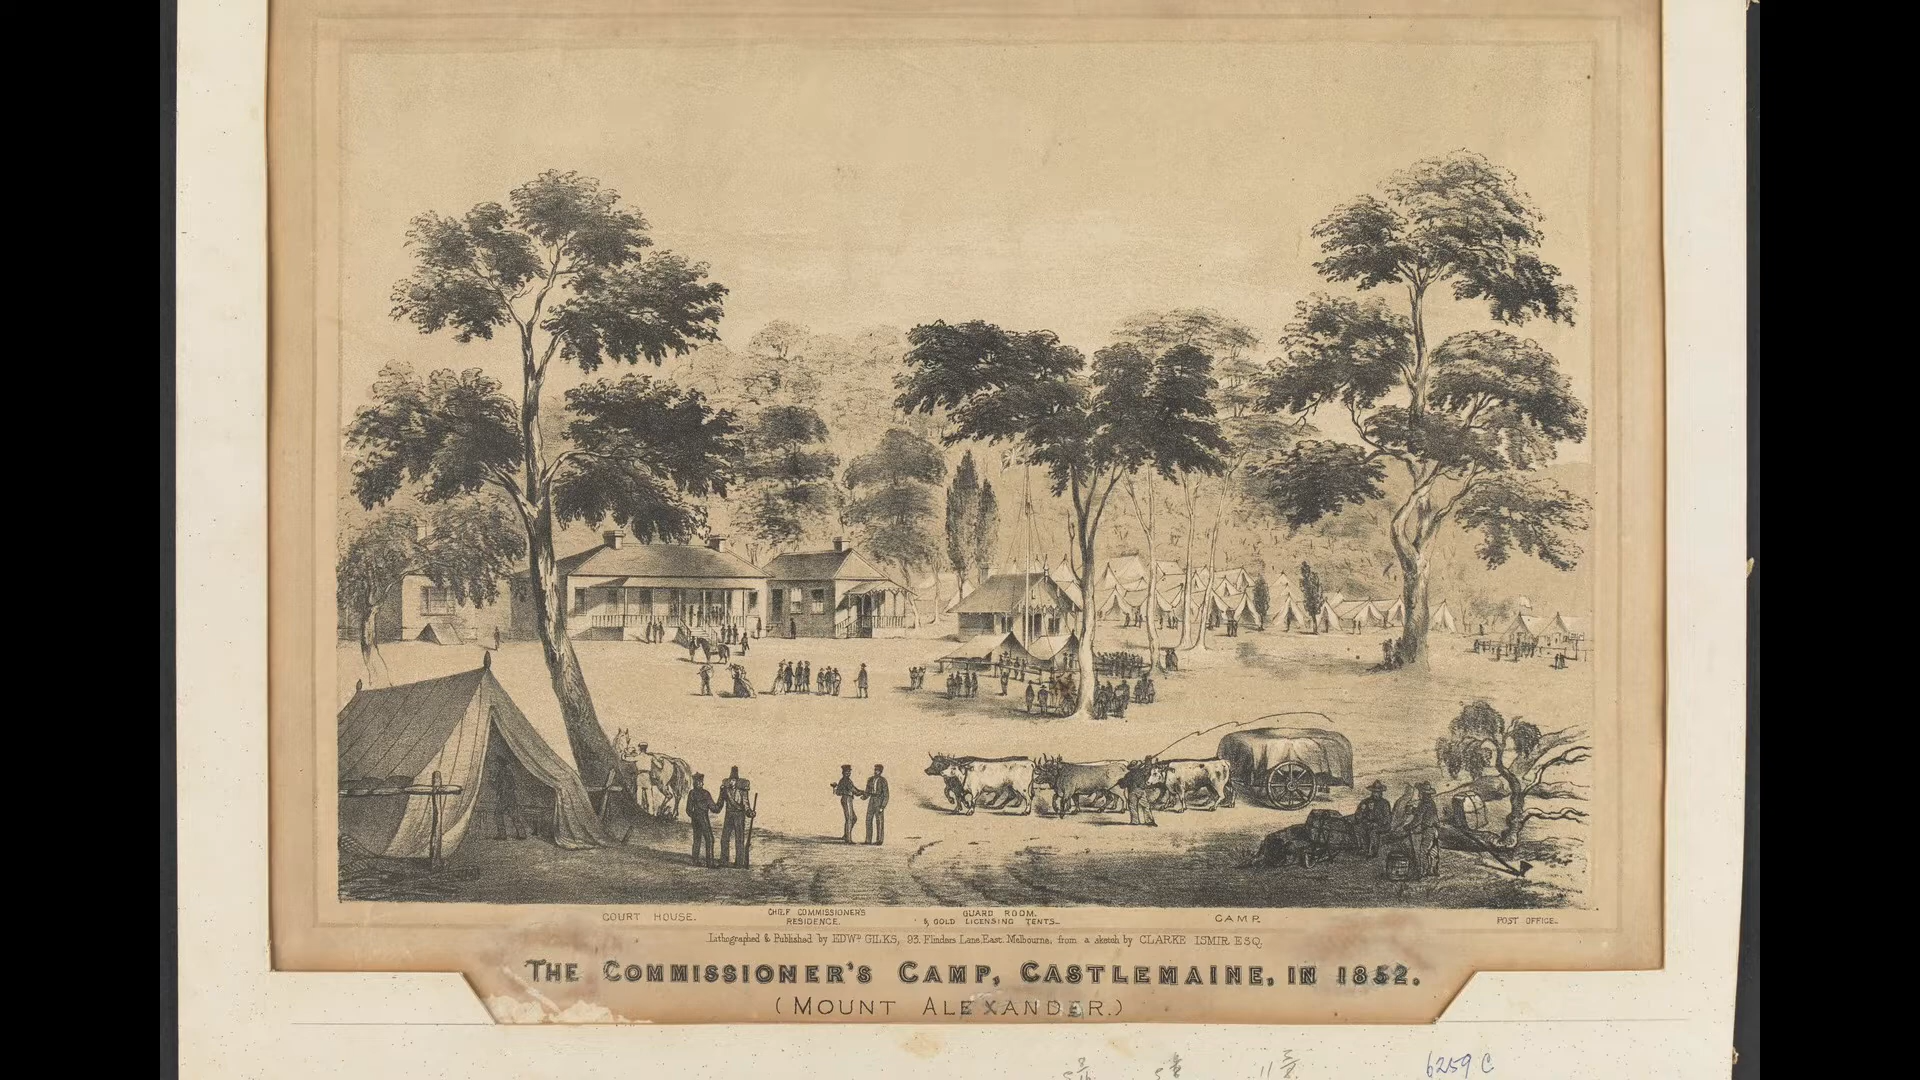 COURT HOUSE.
CHIEF COMMISSIONER'S
RESIDENCE.
GUARD ROOM.
& GOLD LICENSING TENTS.
CAMP.
POST OFFICE.
Lithographed & Published by EDWD GILKS, 93. Flinders Lane East. Melbourne, from a sketch by CLARKE ISMIR ESQ.
THE COMMISSIONER'S CAMP, CASTLEMAINE, IN 1852.
(MOUNT ALEXANDER.)
6259 C